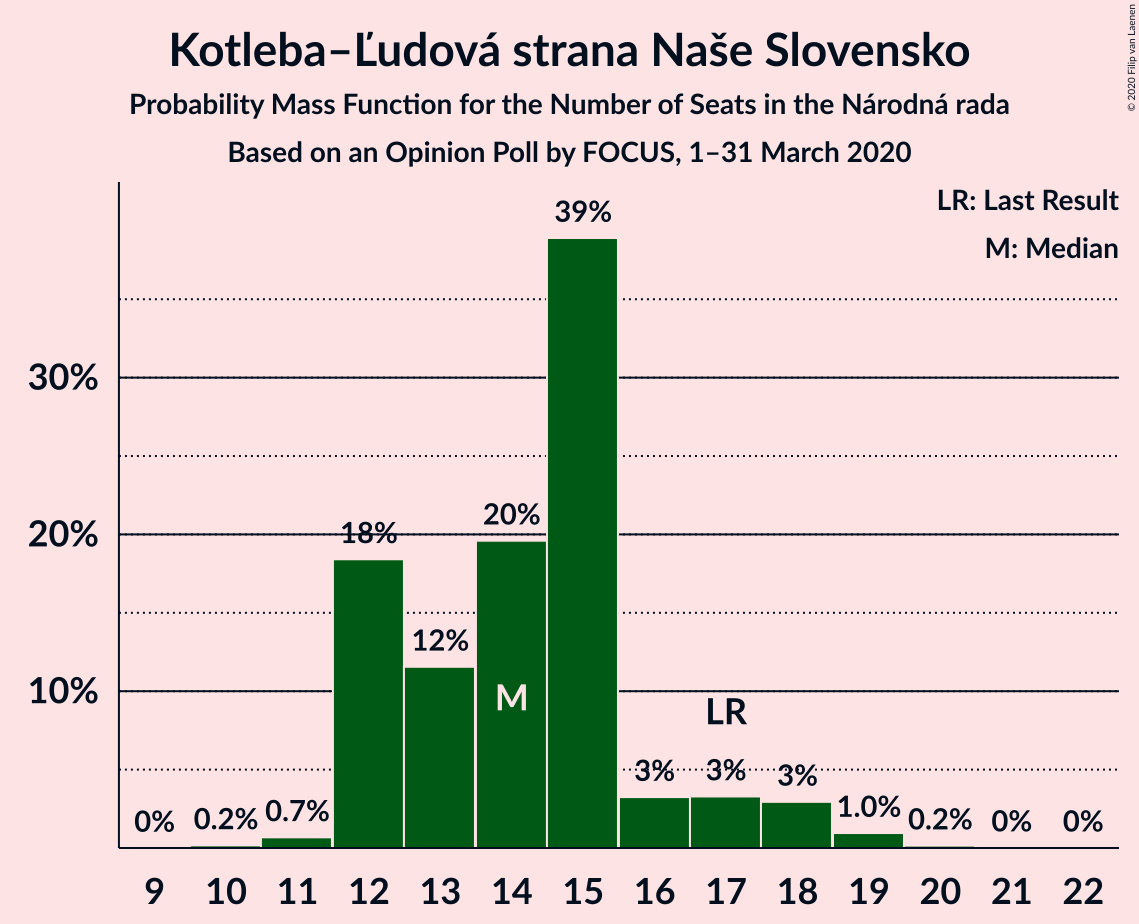 Kotleba–Ľudová strana Naše Slovensko
Probability Mass Function for the Number of Seats in the Národná rada
Based on an Opinion Poll by FOCUS, 1–31 March 2020
© 2020 Filip van Laenen
LR: Last Result
M: Median
39%
30%
20%
20%
18%
12%
10%
M
LR
0%
0.2%
0.7%
3%
3%
3%
1.0%
0.2%
0%
0%
9 10 11 12 13 14 15 16 17 18 19 20 21 22